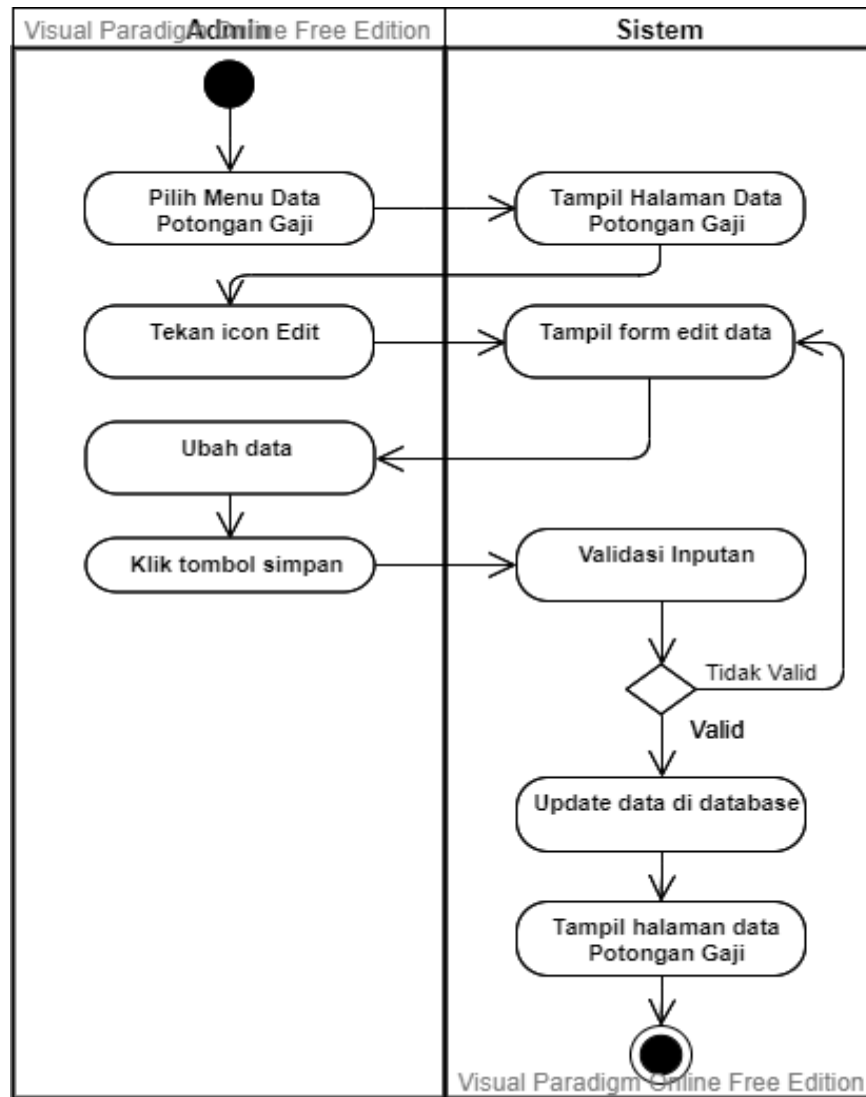 Visual Paradigm Online Free Edition
Admin
Sistem
Pilih Menu Data
Potongan Gaji
Tampil Halaman Data
Potongan Gaji
Tekan icon Edit
Tampil form edit data
Ubah data
Klik tombol simpan
Validasi Inputan
Tidak Valid
Valid
Update data di database
Tampil halaman data
Potongan Gaji
Visual Paradigm Online Free Edition